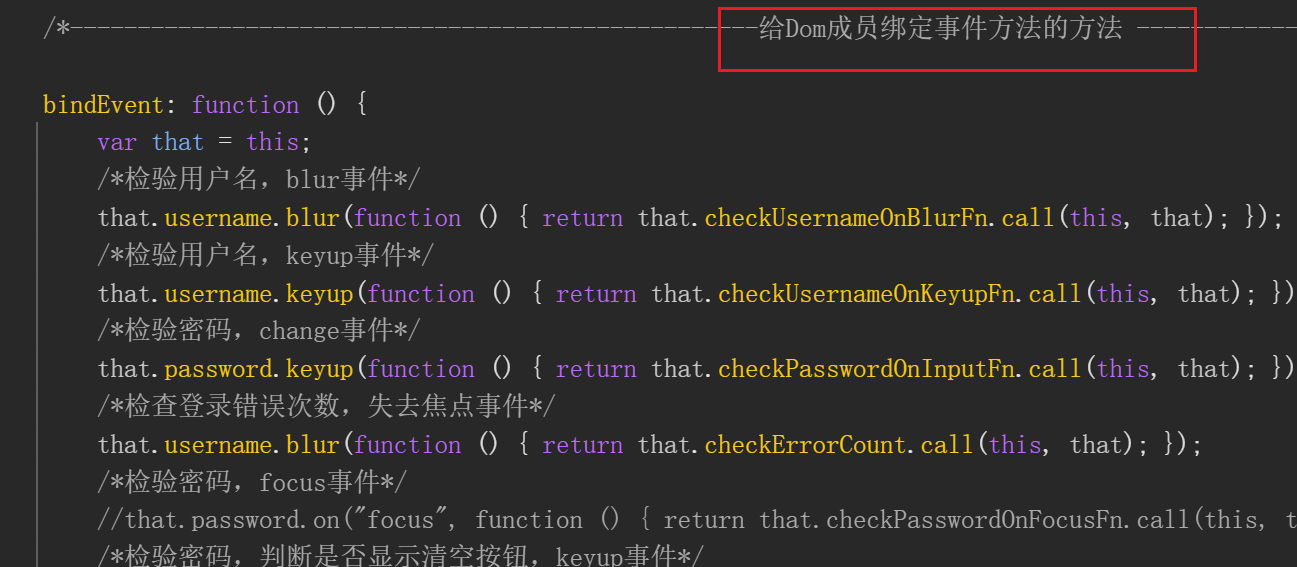 /*---------------------------------------------------给Dom成员绑定事件方法的方法 ------------
bindEvent: function () {
var that = this;
/*检验用户名，blur事件*/
that.username.blur(function () { return that.checkUsernameOnBlurFn.call(this, that); });
/*检验用户名，keyup事件*/
that.username.keyup(function () { return that.checkUsernameOnKeyupFn.call(this, that); })
/*检验密码，change事件*/
that.password.keyup(function () { return that.checkPasswordOnInputFn.call(this, that); })
/*检查登录错误次数，失去焦点事件*/
that.username.blur(function () { return that.checkErrorCount.call(this, that); });
/*检验密码，focus事件*/
//that.password.on("focus", function () { return that.checkPasswordOnFocusFn.call(this, t
/*检验密码，判断是否显示清空按钮，keyup事件*/